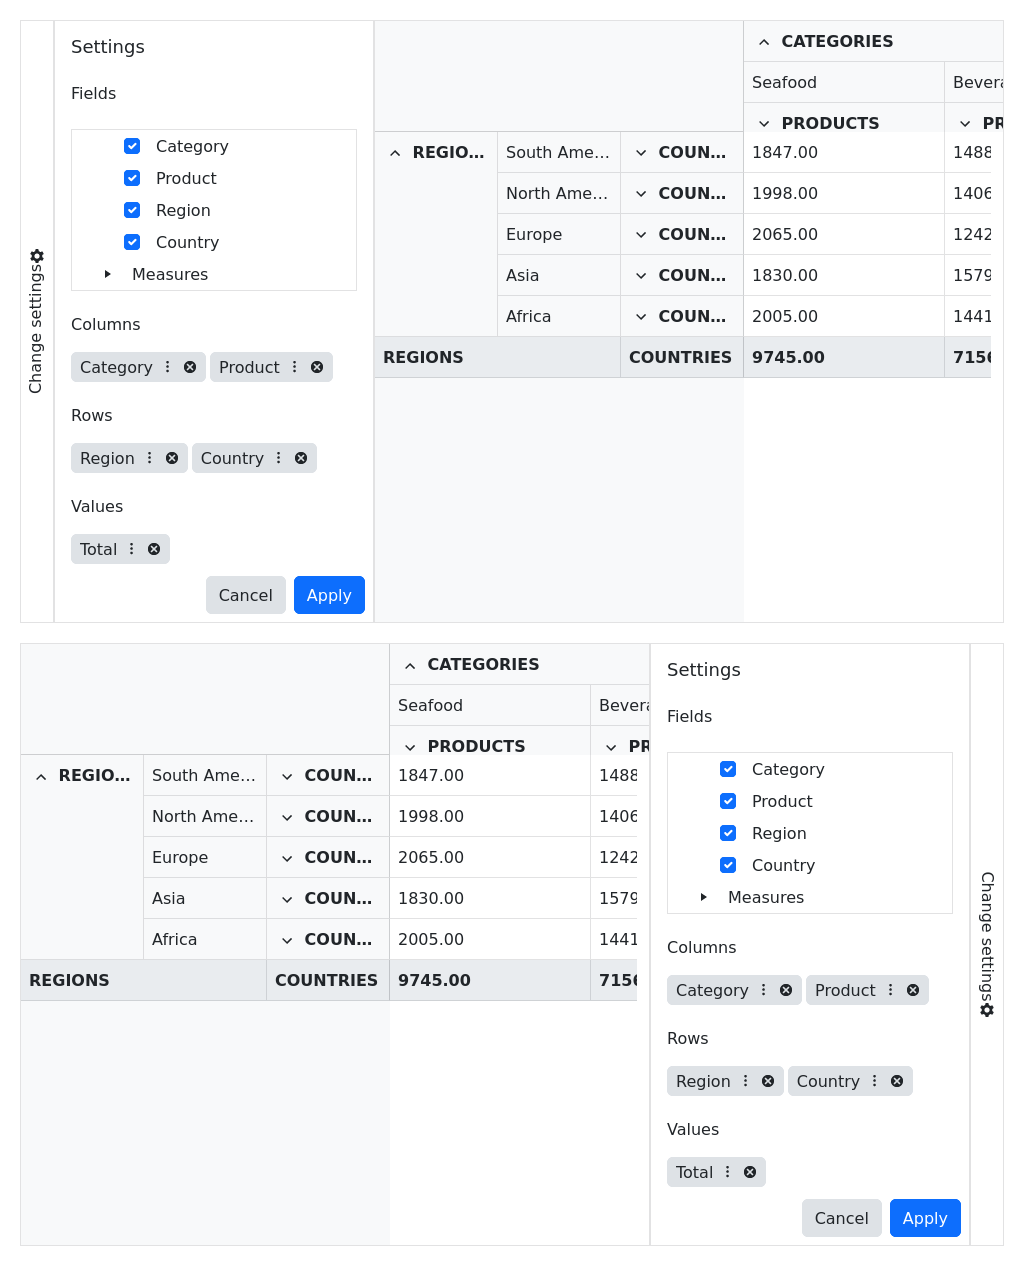 Change settings
Settings
Fields
Category
Product
Region
Country
Measures
Columns
Category Product
Rows
Region Country
Values
Total
Cancel Apply
CATEGORIES
Seafood Bevera
PRODUCTS PR
REGIO... South Ame... COUN... 1847.00 1488
North Ame... COUN... 1998.00 1406
Europe COUN... 2065.00 1242
Asia COUN... 1830.00 1579
Africa COUN... 2005.00 1441
REGIONS COUNTRIES 9745.00 7156
CATEGORIES
Seafood Bevera
PRODUCTS PR
REGIO... South Ame... COUN... 1847.00 1488
North Ame... COUN... 1998.00 1406
Europe COUN... 2065.00 1242
Asia COUN... 1830.00 1579
Africa COUN... 2005.00 1441
REGIONS COUNTRIES 9745.00 7156
Settings
Fields
Category
Product
Region
Country
Measures
Columns
Category Product
Rows
Region Country
Values
Total
Cancel Apply
Change settings